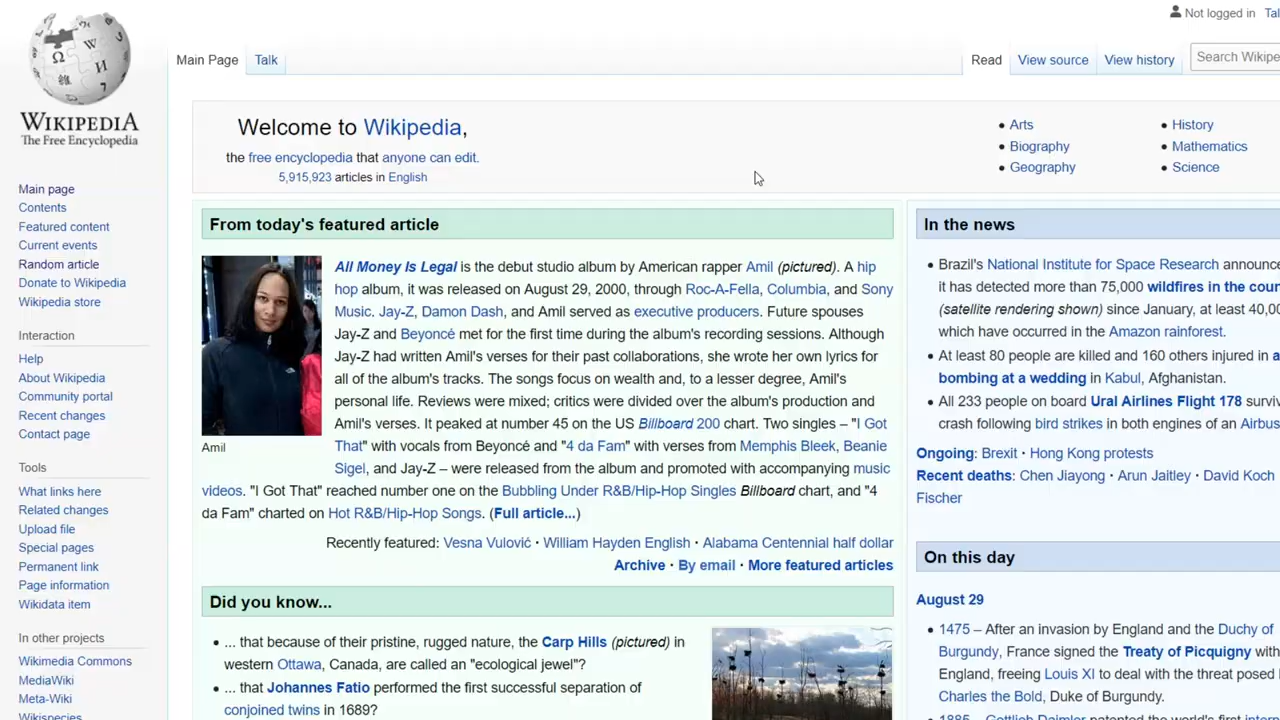 Not logged in
WIKIPEDIA
The Free Encyclopedia
Main Page
Talk
Read
View source
View history
Main page
Contents
Featured content
Current events
Random article
Donate to Wikipedia
Wikipedia store
Interaction
Help
About Wikipedia
Community portal
Recent changes
Contact page
Tools
What links here
Related changes
Upload file
Special pages
Permanent link
Page information
Wikidata item
In other projects
Wikimedia Commons
MediaWiki
Meta-Wiki
Wikispecies
Welcome to Wikipedia,
the free encyclopedia that anyone can edit.
5,915,923 articles in English
• Arts
• Biography
• Geography
• History
• Mathematics
• Science
From today's featured article
All Money Is Legal is the debut studio album by American rapper Amil (pictured). A hip
hop album, it was released on August 29, 2000, through Roc-A-Fella, Columbia, and Sony
Music. Jay-Z, Damon Dash, and Amil served as executive producers. Future spouses
Jay-Z and Beyoncé met for the first time during the album's recording sessions. Although
Jay-Z had written Amil's verses for their past collaborations, she wrote her own lyrics for
all of the album's tracks. The songs focus on wealth and, to a lesser degree, Amil's
personal life. Reviews were mixed; critics were divided over the album's production and
Amil's verses. It peaked at number 45 on the US Billboard 200 chart. Two singles – "I Got
That" with vocals from Beyoncé and "4 da Fam" with verses from Memphis Bleek, Beanie
Sigel, and Jay-Z – were released from the album and promoted with accompanying music
videos. "I Got That" reached number one on the Bubbling Under R&B/Hip-Hop Singles Billboard chart, and "4
da Fam" charted on Hot R&B/Hip-Hop Songs. (Full article...)
Amil
Recently featured: Vesna Vulović · William Hayden English · Alabama Centennial half dollar
Archive · By email · More featured articles
Did you know...
• ... that because of their pristine, rugged nature, the Carp Hills (pictured) in
western Ottawa, Canada, are called an "ecological jewel"?
• ... that Johannes Fatio performed the first successful separation of
conjoined twins in 1689?
In the news
• Brazil's National Institute for Space Research
it has detected more than 75,000 wildfires in the
(satellite rendering shown) since January, at least
which have occurred in the Amazon rainforest.
• At least 80 people are killed and 160 others injured in a
bombing at a wedding in Kabul, Afghanistan.
• All 233 people on board Ural Airlines Flight 178
crash following bird strikes in both engines of an
Ongoing: Brexit · Hong Kong protests
Recent deaths: Chen Jiayong · Arun Jaitley · David Koch
Fischer
On this day
August 29
• 1475 – After an invasion by England and the Duchy of
Burgundy, France signed the Treaty of Picquigny with
England, freeing Louis XI to deal with the threat posed
Charles the Bold, Duke of Burgundy.
• 1885 – Gottlieb Daimler patented the world's first